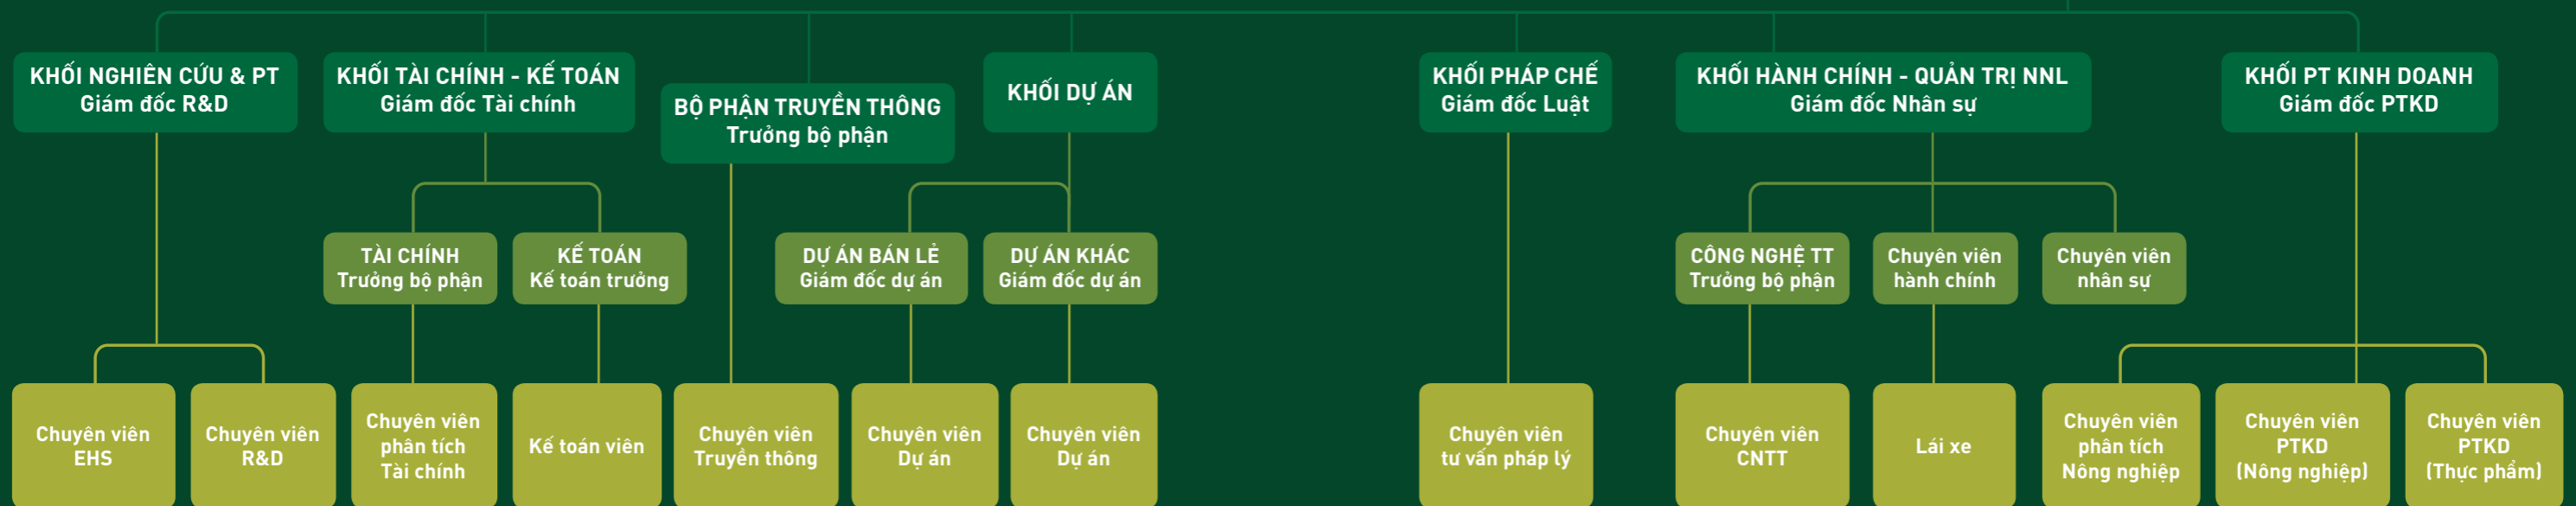 KHỐI NGHIÊN CỨU & PT
Giám đốc R&D
KHỐI TÀI CHÍNH - KẾ TOÁN
Giám đốc Tài chính
BỘ PHẬN TRUYỀN THÔNG
Trưởng bộ phận
KHỐI DỰ ÁN
KHỐI PHÁP CHẾ
Giám đốc Luật
KHỐI HÀNH CHÍNH - QUẢN TRỊ NNL
Giám đốc Nhân sự
KHỐI PT KINH DOANH
Giám đốc PTKD
TÀI CHÍNH
Trưởng bộ phận
KẾ TOÁN
Kế toán trưởng
DỰ ÁN BÁN LẺ
Giám đốc dự án
DỰ ÁN KHÁC
Giám đốc dự án
CÔNG NGHỆ TT
Trưởng bộ phận
Chuyên viên
hành chính
Chuyên viên
nhân sự
Chuyên viên
EHS
Chuyên viên
R&D
Chuyên viên
phân tích
Tài chính
Kế toán viên
Chuyên viên
Truyền thông
Chuyên viên
Dự án
Chuyên viên
Dự án
Chuyên viên
tư vấn pháp lý
Chuyên viên
CNTT
Lái xe
Chuyên viên
phân tích
Nông nghiệp
Chuyên viên
PTKD
(Nông nghiệp)
Chuyên viên
PTKD
(Thực phẩm)